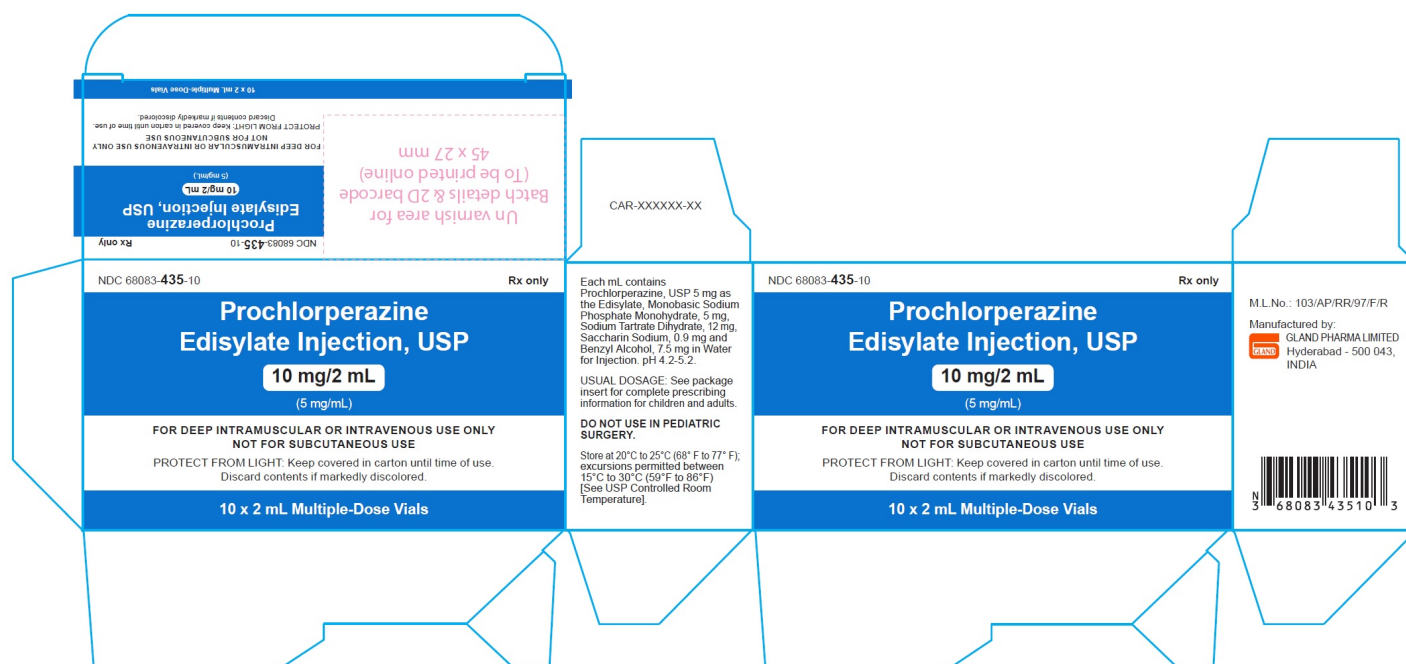 10 x 2 mL Multiple-Dose Vials
Discard contents if markedly discolored.
PROTECT FROM LIGHT: Keep covered in carton until time of use.
NOT FOR SUBCUTANEOUS USE
FOR DEEP INTRAMUSCULAR OR INTRAVENOUS USE ONLY
(5 mg/mL)
10 mg/2 mL
Edisylate Injection, USP
Prochlorperazine
NDC 68083-435-10 Rx only
Un varnish area for
Batch details & 2D barcode
(To be printed online)
45 x 27 mm
CAR-XXXXXX-XX
NDC 68083-435-10 Rx only
Prochlorperazine
Edisylate Injection, USP
10 mg/2 mL
(5 mg/mL)
FOR DEEP INTRAMUSCULAR OR INTRAVENOUS USE ONLY
NOT FOR SUBCUTANEOUS USE
PROTECT FROM LIGHT: Keep covered in carton until time of use.
Discard contents if markedly discolored.
10 x 2 mL Multiple-Dose Vials
Each mL contains
Prochlorperazine, USP 5 mg as
the Edisylate, Monobasic Sodium
Phosphate Monohydrate, 5 mg,
Sodium Tartrate Dihydrate, 12 mg,
Saccharin Sodium, 0.9 mg and
Benzyl Alcohol, 7.5 mg in Water
for Injection. pH 4.2-5.2.
USUAL DOSAGE: See package
insert for complete prescribing
information for children and adults.
DO NOT USE IN PEDIATRIC
SURGERY.
Store at 20°C to 25°C (68° F to 77° F);
excursions permitted between
15°C to 30°C (59°F to 86°F)
[See USP Controlled Room
Temperature].
NDC 68083-435-10 Rx only
Prochlorperazine
Edisylate Injection, USP
10 mg/2 mL
(5 mg/mL)
FOR DEEP INTRAMUSCULAR OR INTRAVENOUS USE ONLY
NOT FOR SUBCUTANEOUS USE
PROTECT FROM LIGHT: Keep covered in carton until time of use.
Discard contents if markedly discolored.
10 x 2 mL Multiple-Dose Vials
M.L.No.: 103/AP/RR/97/F/R
Manufactured by:
GLAND
GLAND PHARMA LIMITED
Hyderabad - 500 043,
INDIA
N
3 68083 43510 3